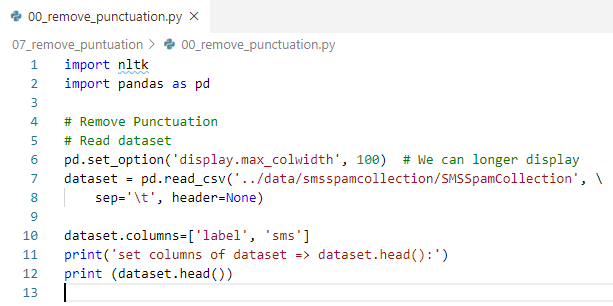 00_remove_punctuation.py ×
07_remove_puntuation > 00_remove_punctuation.py
1 import nltk
2 import pandas as pd
3
4 # Remove Punctuation
5 # Read dataset
6 pd.set_option('display.max_colwidth', 100)  # We can longer display
7 dataset = pd.read_csv('../data/smsspamcollection/SMSSpamCollection', \
8     sep='\t', header=None)
9
10 dataset.columns=['label', 'sms']
11 print('set columns of dataset => dataset.head():')
12 print (dataset.head())
13